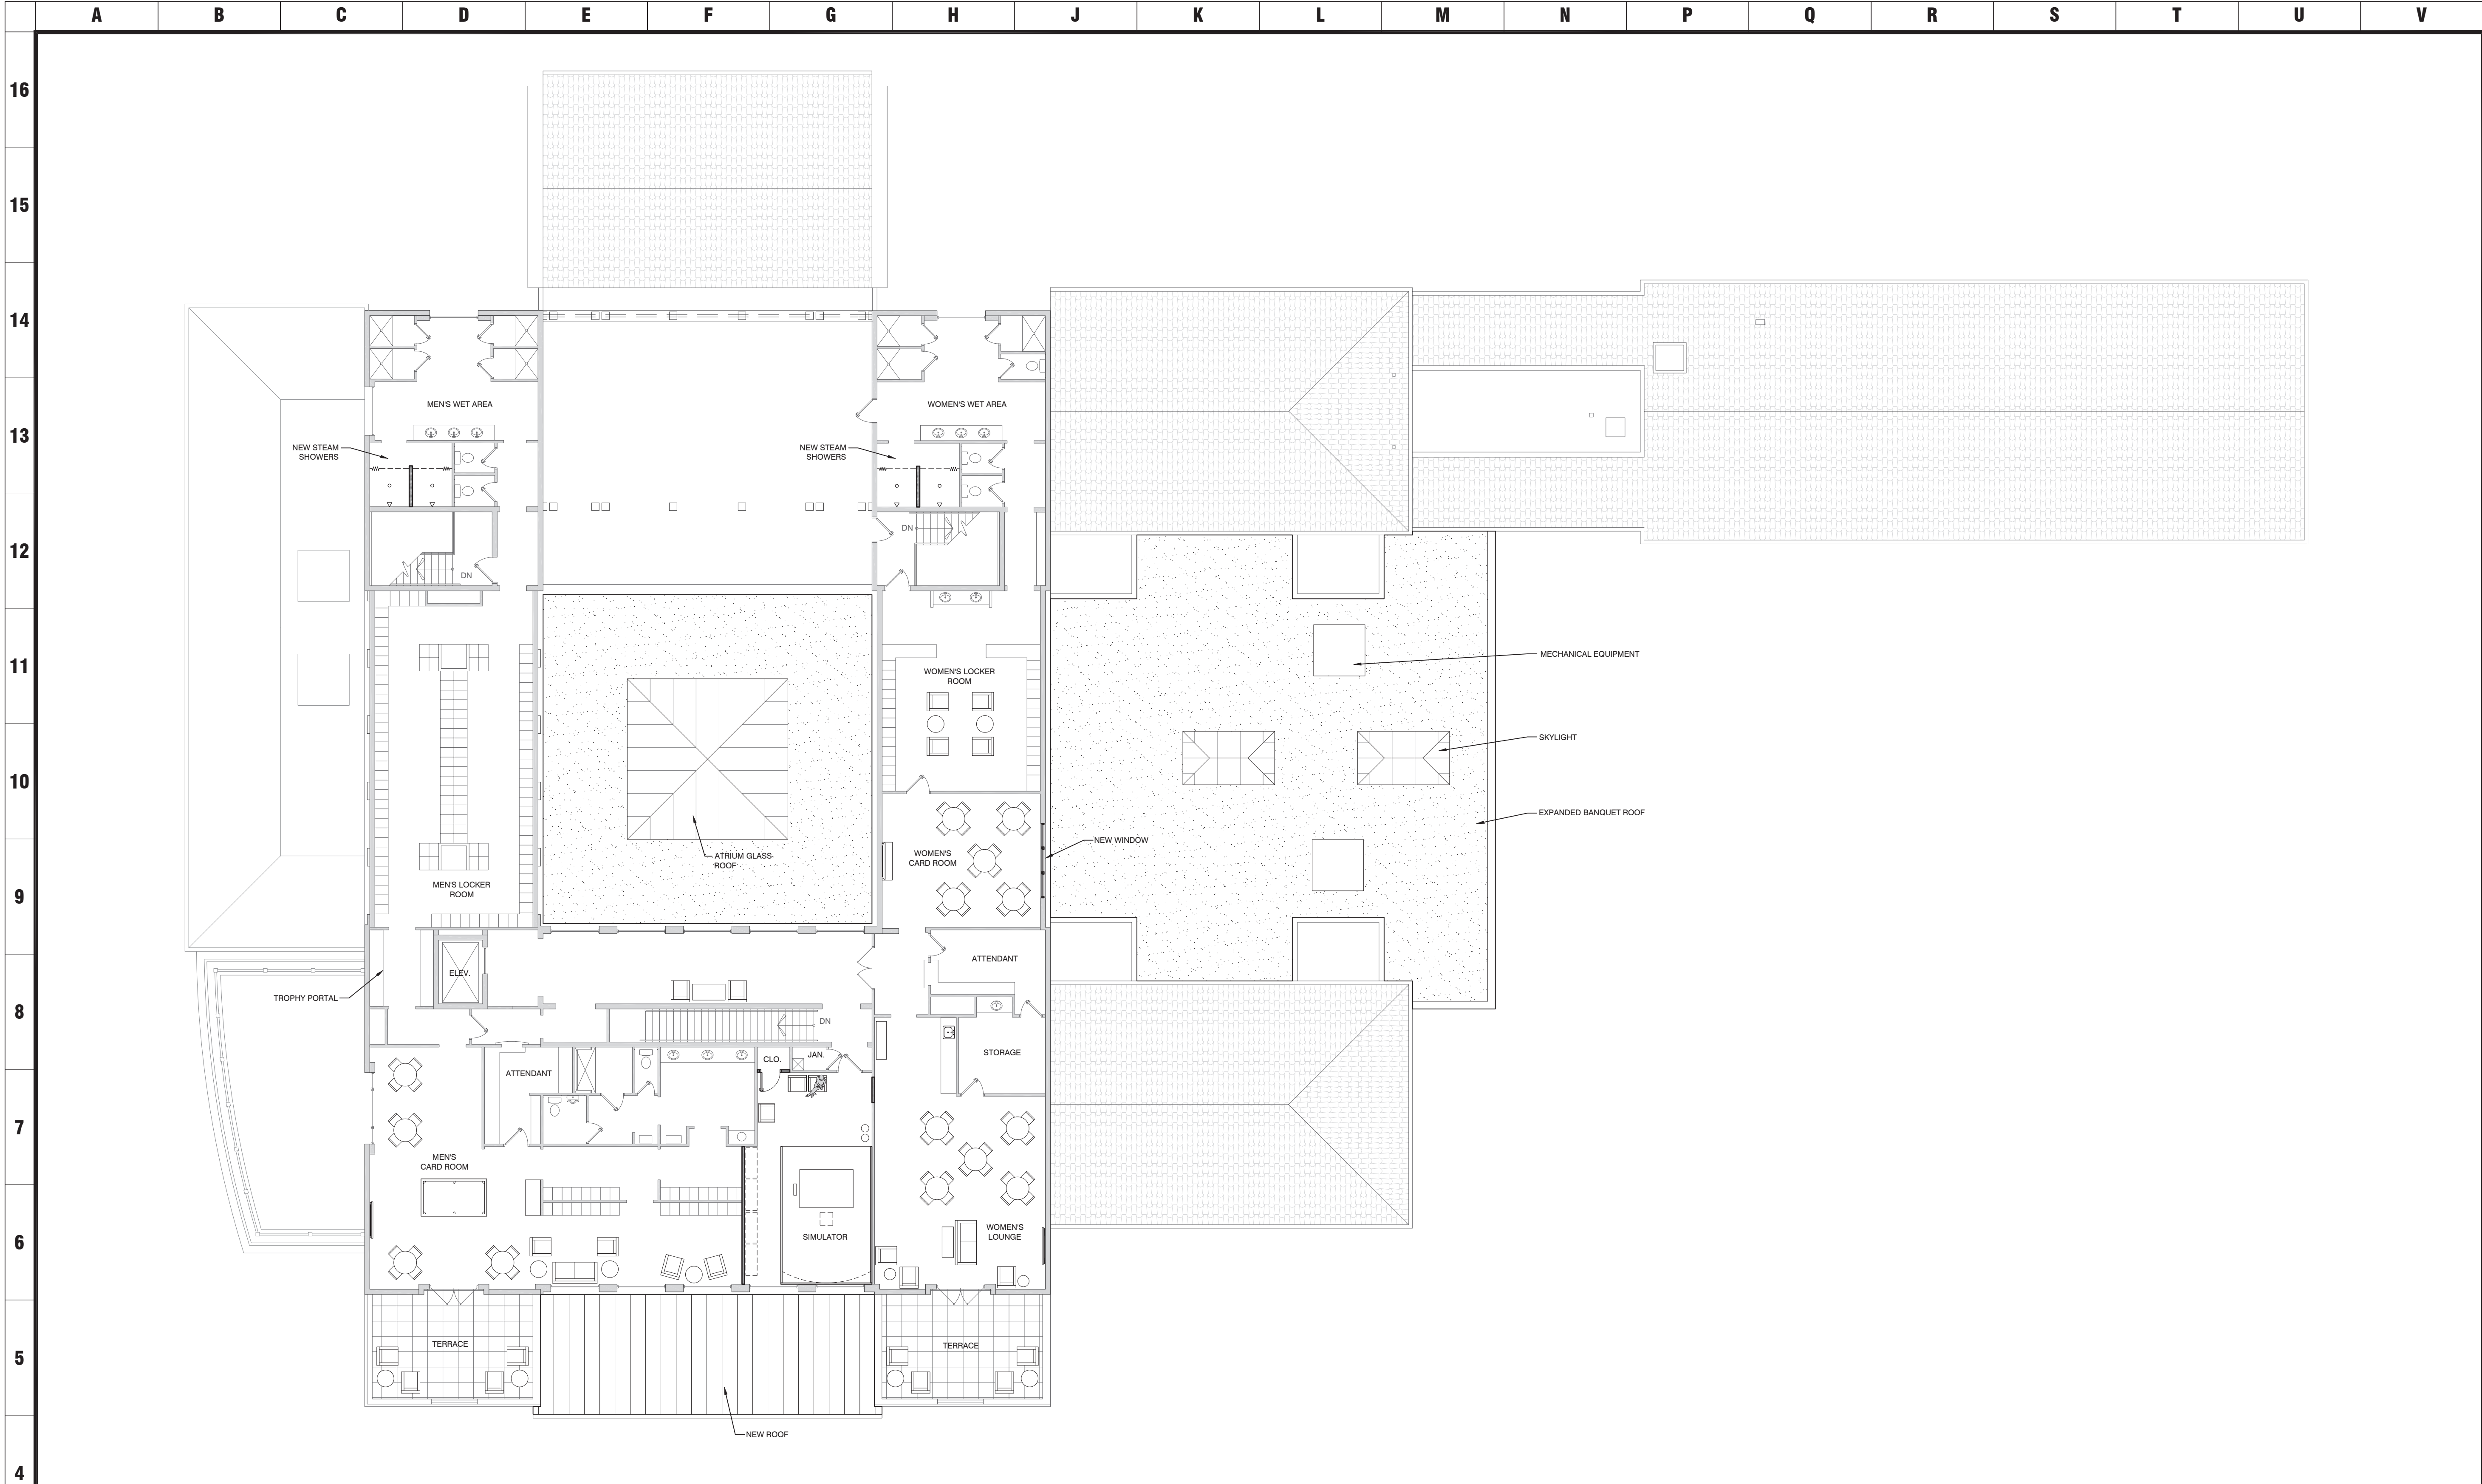 A B C D E F G H J K L M N P Q R S T U V
16
15
14
MEN'S WET AREA
WOMEN'S WET AREA
13
NEW STEAM
SHOWERS
NEW STEAM
SHOWERS
DN
12
DN
11
MECHANICAL EQUIPMENT
WOMEN'S LOCKER
ROOM
SKYLIGHT
10
EXPANDED BANQUET ROOF
NEW WINDOW
ATRIUM GLASS
ROOF
WOMEN'S
CARD ROOM
MEN'S LOCKER
ROOM
9
ATTENDANT
ELEV.
TROPHY PORTAL
8
DN
STORAGE
JAN.
CLO.
ATTENDANT
7
MEN'S
CARD ROOM
WOMEN'S
LOUNGE
SIMULATOR
6
TERRACE
TERRACE
5
NEW ROOF
4